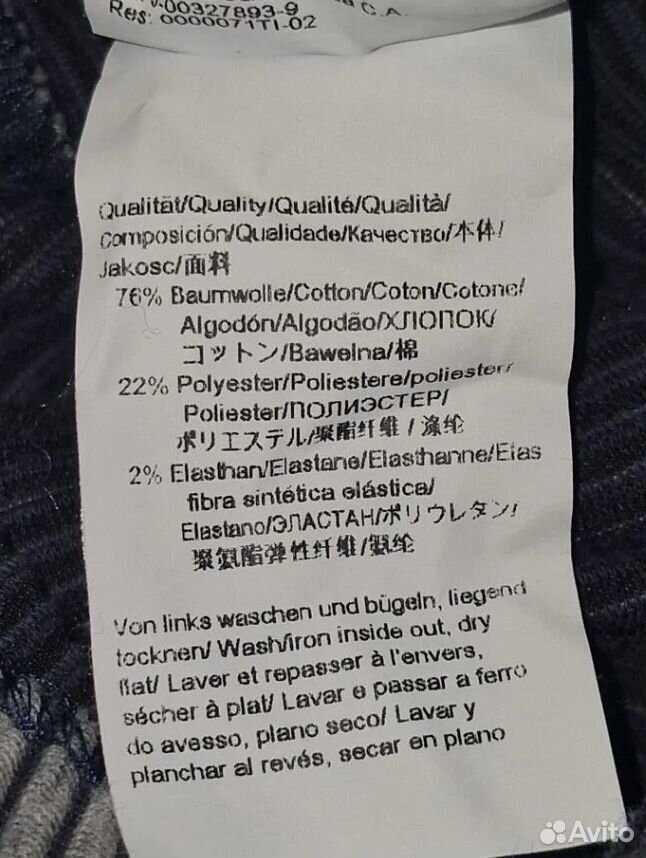 00327893-9
C.A.
Res: 0000071TI-02
Qualität/Quality/Qualité/Qualità/
Composición/Qualidade/Качество/本体/
Jakosc/面料
76% Baumwolle/Cotton/Coton/Cotone/
Algodón/Algodão/ХЛОПОК/
コットン/Bawelna/棉
22% Polyester/Poliestere/poliester/
Poliester/ПОЛИЭСТЕР/
ポリエステル/聚酯纤维 / 涤纶
2% Elasthan/Elastane/Elasthanne/Elas
fibra sintética elástica/
Elastano/ЭЛАСТАН/ポリウレタン/
聚氨酯弹性纤维/氨纶
Von links waschen und bügeln, liegend
tocknen/ Wash/iron inside out, dry
flat/ Laver et repasser à l'envers,
sécher à plat/ Lavar e passar a ferro
do avesso, plano seco/ Lavar y
planchar al revés, secar en plano
Avito